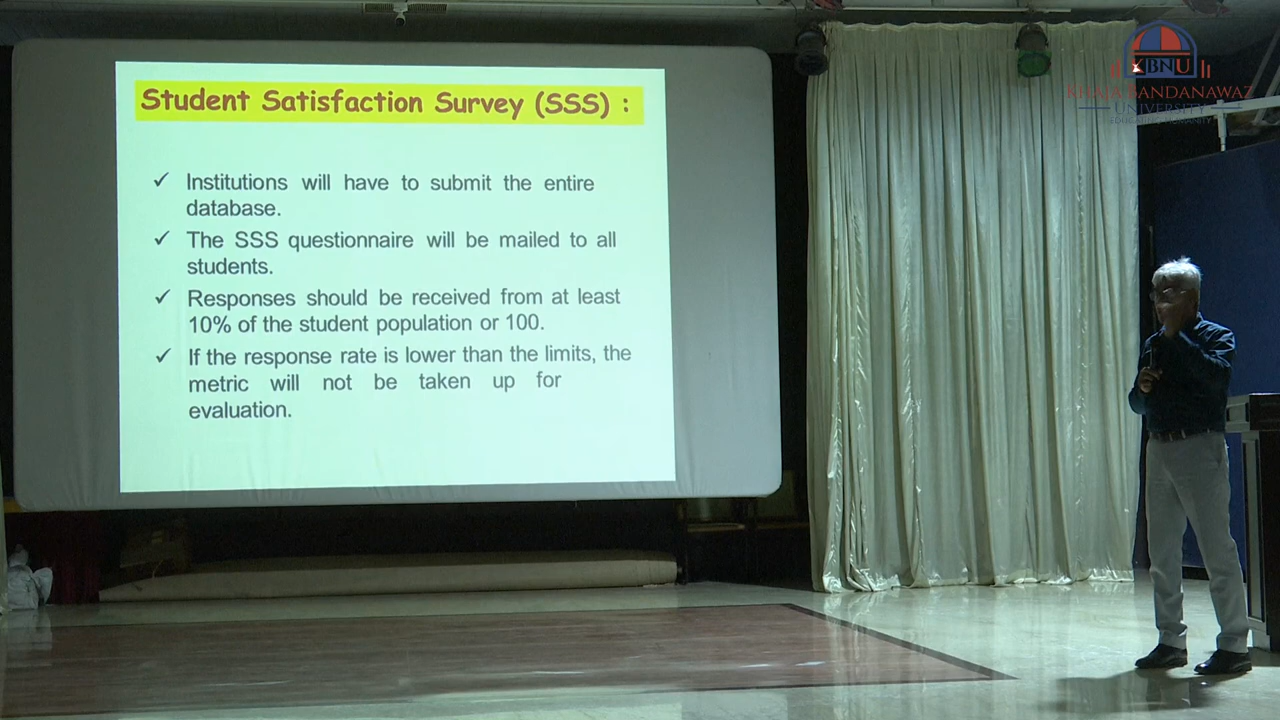 Student Satisfaction Survey (SSS) :
✓ Institutions will have to submit the entire
database.
✓ The SSS questionnaire will be mailed to all
students.
✓ Responses should be received from at least
10% of the student population or 100.
✓ If the response rate is lower than the limits, the
metric will not be taken up for
evaluation.
KBNU
KHAJA BANDANAWAZ
UNIVERSITY